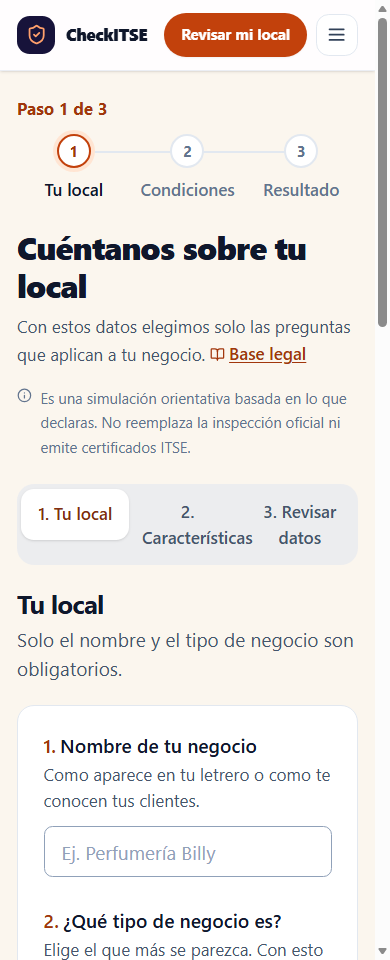 CheckITSE
Revisar mi local
Paso 1 de 3
1
2
3
Tu local
Condiciones
Resultado
Cuéntanos sobre tu
local
Con estos datos elegimos solo las preguntas
que aplican a tu negocio. Base legal
Es una simulación orientativa basada en lo que
declaras. No reemplaza la inspección oficial ni
emite certificados ITSE.
1. Tu local
2.
Características
3. Revisar
datos
Tu local
Solo el nombre y el tipo de negocio son
obligatorios.
1. Nombre de tu negocio
Como aparece en tu letrero o como te
conocen tus clientes.
Ej. Perfumería Billy
2. ¿Qué tipo de negocio es?
Elige el que más se parezca. Con esto